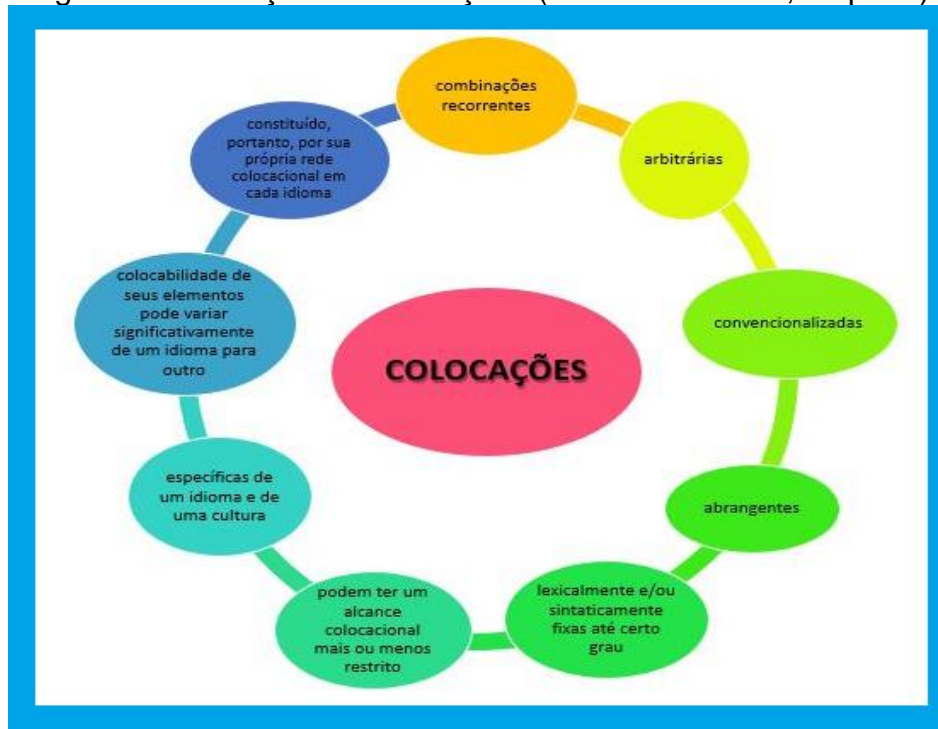 combinações
recorrentes
arbitrárias
convencionalizadas
abrangentes
lexicalmente e/ou
sintaticamente
fixas até certo
grau
podem ter um
alcance
colocacional
mais ou menos
restrito
específicas de
um idioma e de
uma cultura
colocabilidade de
seus elementos
pode variar
significativamente
de um idioma para
outro
constituído,
portanto, por sua
própria rede
colocacional em
cada idioma
COLOCAÇÕES